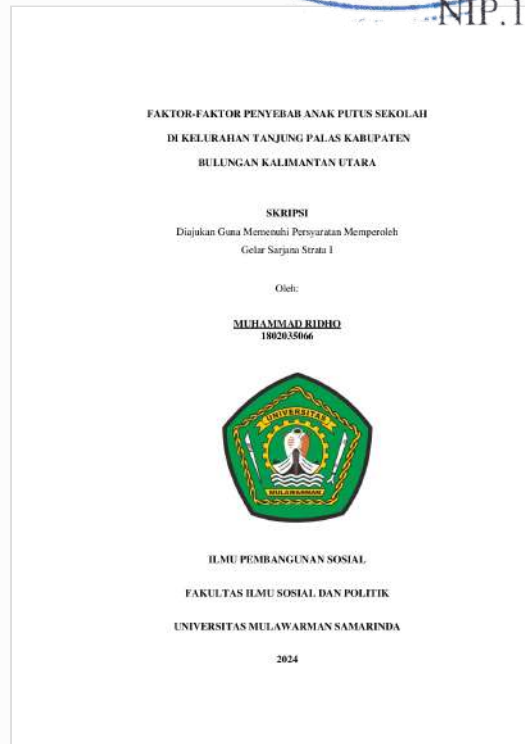 NIP.1
FAKTOR-FAKTOR PENYEBAB ANAK PUTUS SEKOLAH
DI KELURAHAN TANJUNG PALAS KABUPATEN
BULUNGAN KALIMANTAN UTARA
SKRIPSI
Diajukan Guna Memenuhi Persyaratan Memperoleh
Gelar Sarjana Strata 1
Oleh:
MUHAMMAD RIDHO
1802035066
UNIVERSITAS
MULAWARMAN
ILMU PEMBANGUNAN SOSIAL
FAKULTAS ILMU SOSIAL DAN POLITIK
UNIVERSITAS MULAWARMAN SAMARINDA
2024